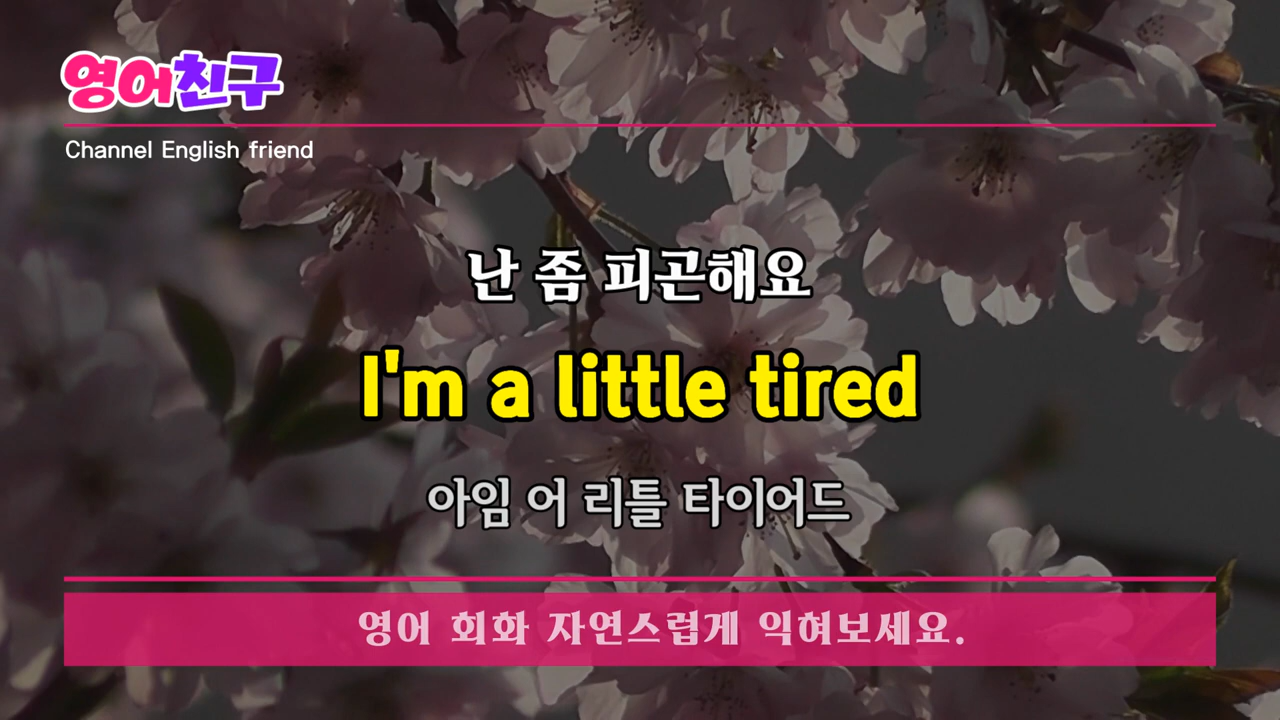 영어친구
Channel English friend
난 좀 피곤해요
I'm a little tired
아임 어 리틀 타이어드
영어 회화 자연스럽게 익혀보세요.